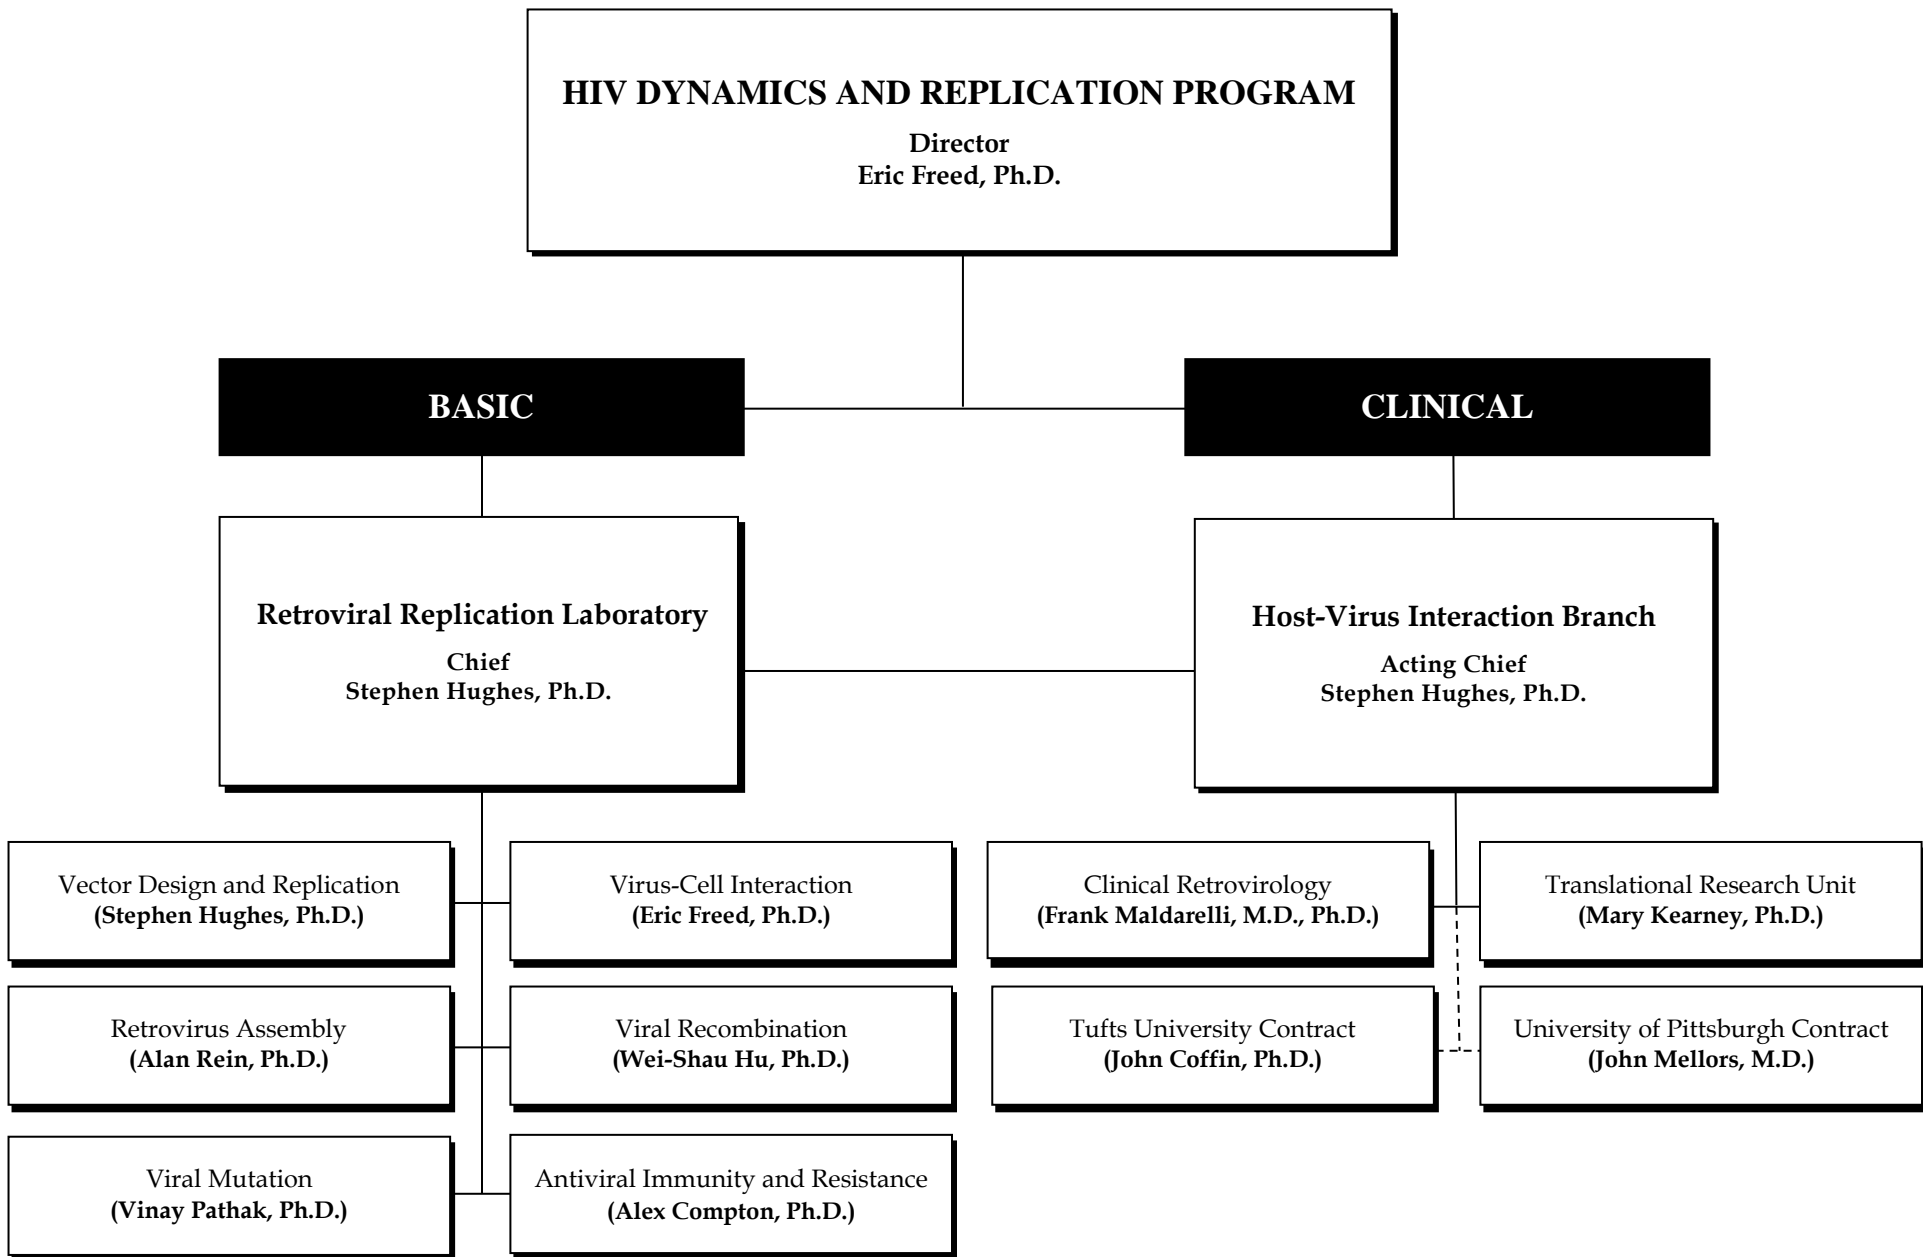 HIV DYNAMICS AND REPLICATION PROGRAM
Director
Eric Freed, Ph.D.
BASIC
CLINICAL
Retroviral Replication Laboratory
Chief
Stephen Hughes, Ph.D.
Host-Virus Interaction Branch
Acting Chief
Stephen Hughes, Ph.D.
Vector Design and Replication
(Stephen Hughes, Ph.D.)
Virus-Cell Interaction
(Eric Freed, Ph.D.)
Clinical Retrovirology
(Frank Maldarelli, M.D., Ph.D.)
Translational Research Unit
(Mary Kearney, Ph.D.)
Retrovirus Assembly
(Alan Rein, Ph.D.)
Viral Recombination
(Wei-Shau Hu, Ph.D.)
Tufts University Contract
(John Coffin, Ph.D.)
University of Pittsburgh Contract
(John Mellors, M.D.)
Viral Mutation
(Vinay Pathak, Ph.D.)
Antiviral Immunity and Resistance
(Alex Compton, Ph.D.)